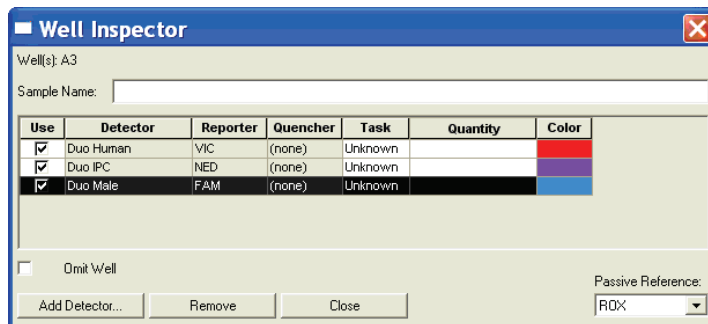 Well Inspector
Well(s): A3
Sample Name:
Use Detector Reporter Quencher Task Quantity Color
Duo Human VIC (none) Unknown
Duo IPC NED (none) Unknown
Duo Male FAM (none) Unknown
Omit Well
Passive Reference:
Add Detector... Remove Close ROX